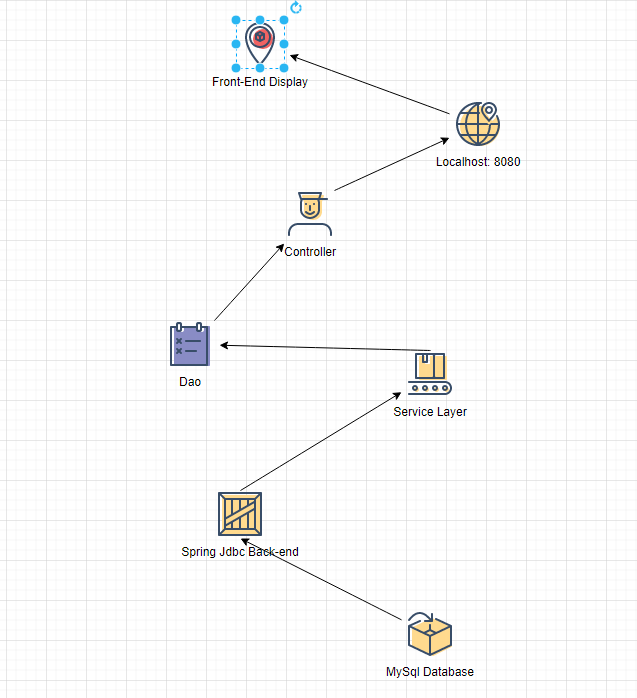 Front-End Display
Localhost: 8080
Controller
Dao
Service Layer
Spring Jdbc Back-end
MySql Database